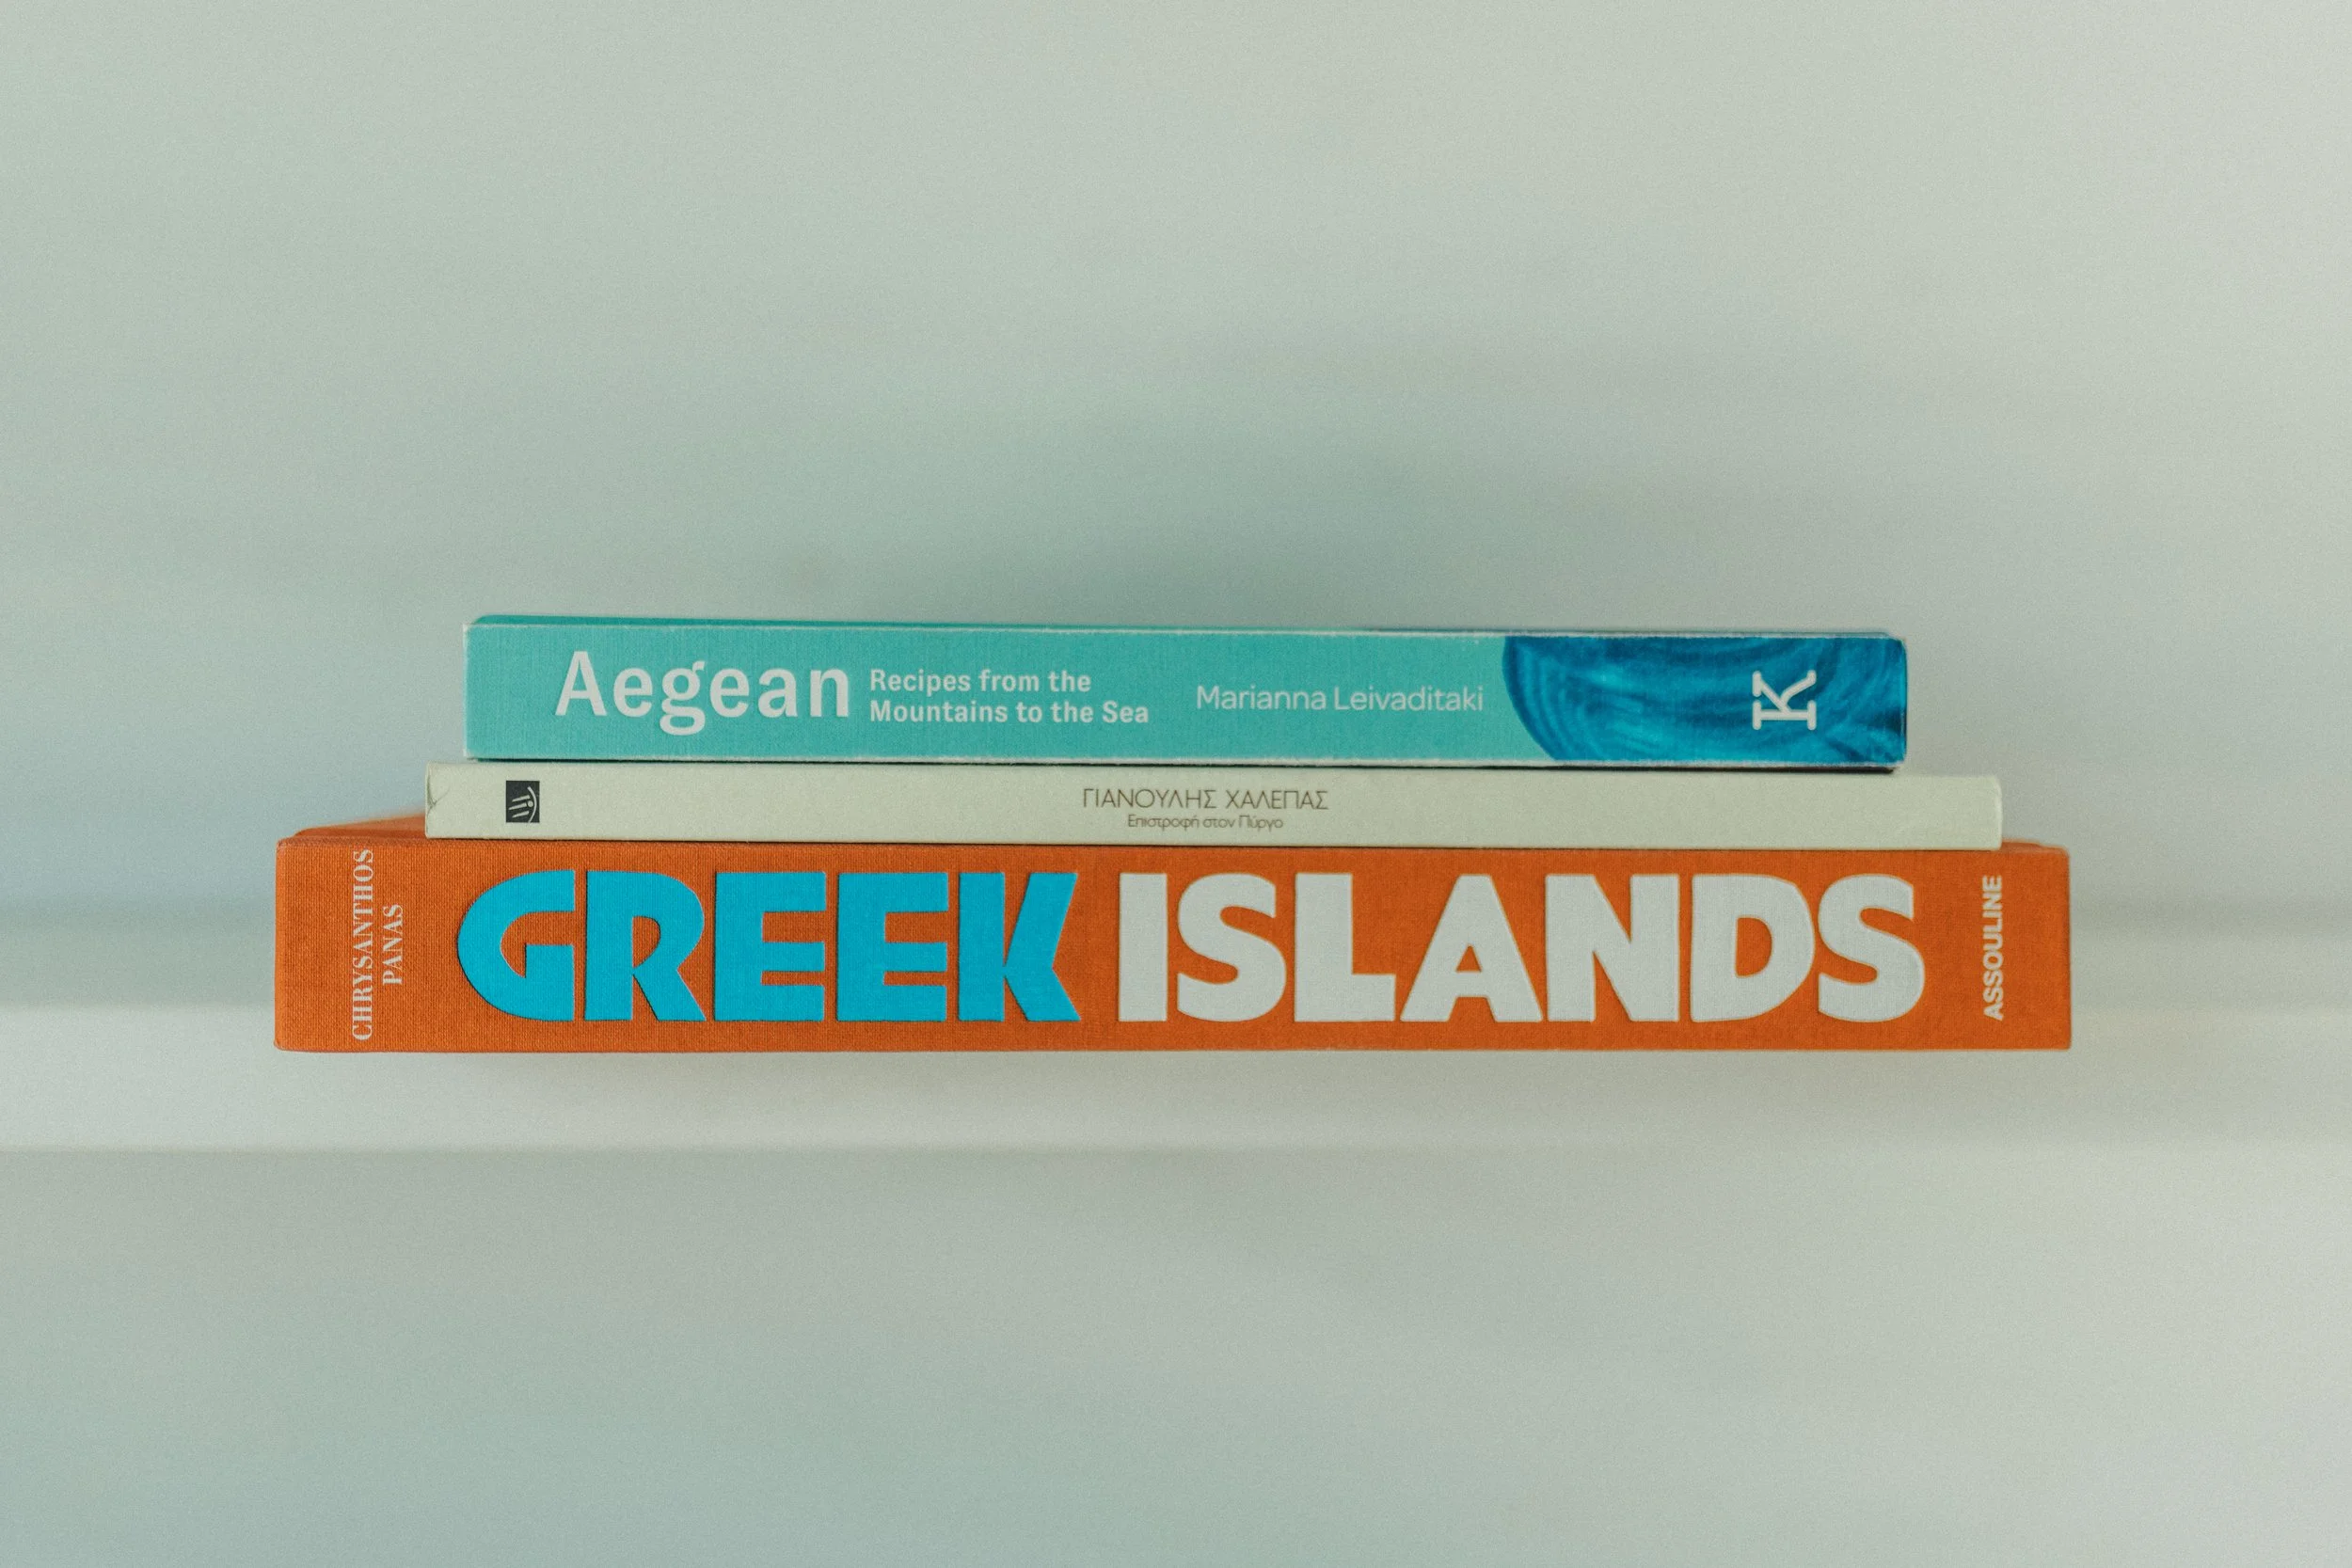 Aegean
Recipes from the
Mountains to the Sea
Marianna Leivaditaki
K
ΓΙΑΝΟΥΛΗΣ ΧΑΛΕΠΑΣ
Επιστροφή στον Πύργο
CHRYSANTHOS
PANAS
GREEK ISLANDS
ASSOULINE